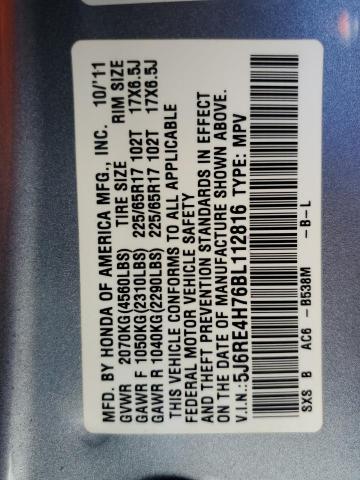 MFD. BY HONDA OF AMERICA MFG., INC. 10/'11
GVWR 2070KG(4560LBS) TIRE SIZE RIM SIZE
GAWR F 1050KG(2310LBS) 225/65R17 102T 17X6.5J
GAWR R 1040KG(2290LBS) 225/65R17 102T 17X6.5J
THIS VEHICLE CONFORMS TO ALL APPLICABLE
FEDERAL MOTOR VEHICLE SAFETY
AND THEFT PREVENTION STANDARDS IN EFFECT
ON THE DATE OF MANUFACTURE SHOWN ABOVE.
V.I.N.: 5J6RE4H76BL112816 TYPE: MPV
SXS B AC6 -B538M -B-L